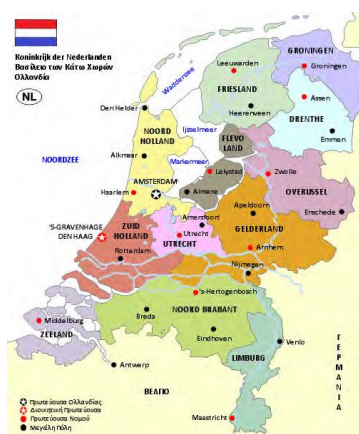 Koninkrijk der Nederlanden
Βασίλειο των Κάτω Χωρών
Ολλανδία
NL
GRONINGEN
Leeuwarden
Groningen
Waddenzee
FRIESLAND
Assen
Den Helder
Heerenveen
DRENTHE
NOORD
HOLLAND
Ijsselmeer
FLEVO
LAND
Emmen
NOORDZEE
Alkmaar
Markermeer
Lelystad
Zwolle
AMSTERDAM
Haarlem
Almere
OVERIJSSEL
Apeldoorn
Enschede
'S-GRAVENHAGE
DEN HAAG
ZUID
HOLLAND
Amersfoort
Utrecht
UTRECHT
GELDERLAND
Rotterdam
Arnhem
Nijmegen
's-Hertogenbosch
Middelburg
Breda
NOORD BRABANT
ZEELAND
Eindhoven
Venlo
Antwerp
LIMBURG
ΓΕΡΜΑΝΙΑ
ΒΕΛΓΙΟ
Πρωτεύουσα Ολλανδίας
Διοικητική Πρωτεύουσα
Πρωτεύουσα Νομού
Μεγάλη Πόλη
Maastricht